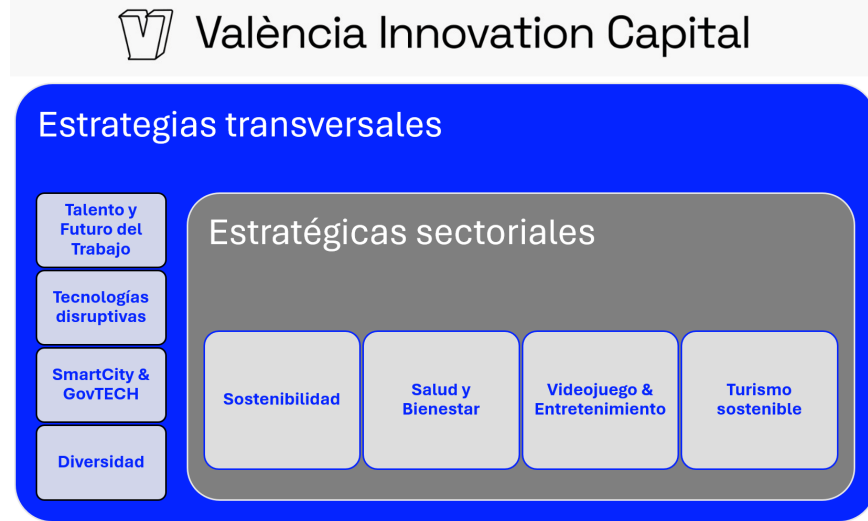 València Innovation Capital
Estrategias transversales
Talento y
Futuro del
Trabajo
Tecnologías
disruptivas
SmartCity &
GovTECH
Diversidad
Estratégicas sectoriales
Sostenibilidad
Salud y
Bienestar
Videojuego &
Entretenimiento
Turismo
sostenible